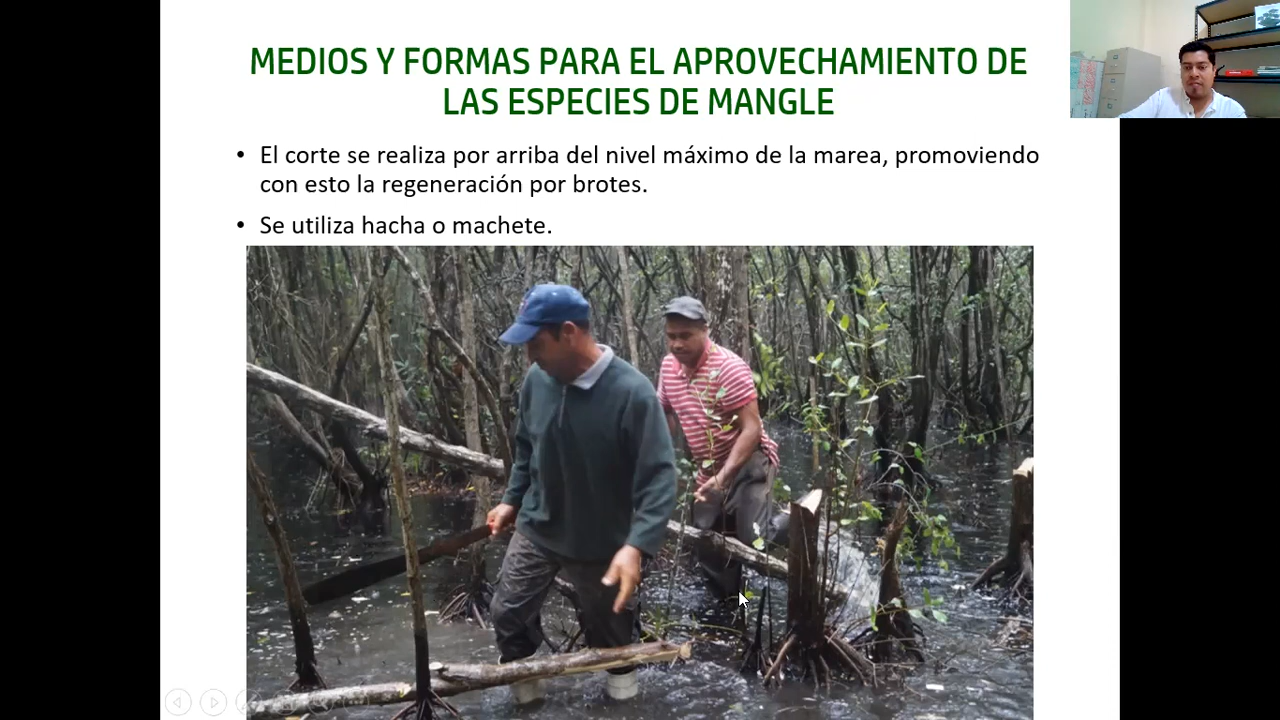 MEDIOS Y FORMAS PARA EL APROVECHAMIENTO DE
LAS ESPECIES DE MANGLE
• El corte se realiza por arriba del nivel máximo de la marea, promoviendo
con esto la regeneración por brotes.
• Se utiliza hacha o machete.